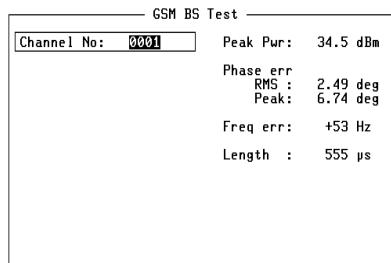 GSM BS Test
Channel No: 0001
Peak Pwr: 34.5 dBm
Phase err
RMS : 2.49 deg
Peak: 6.74 deg
Freq err: +53 Hz
Length : 555 µs